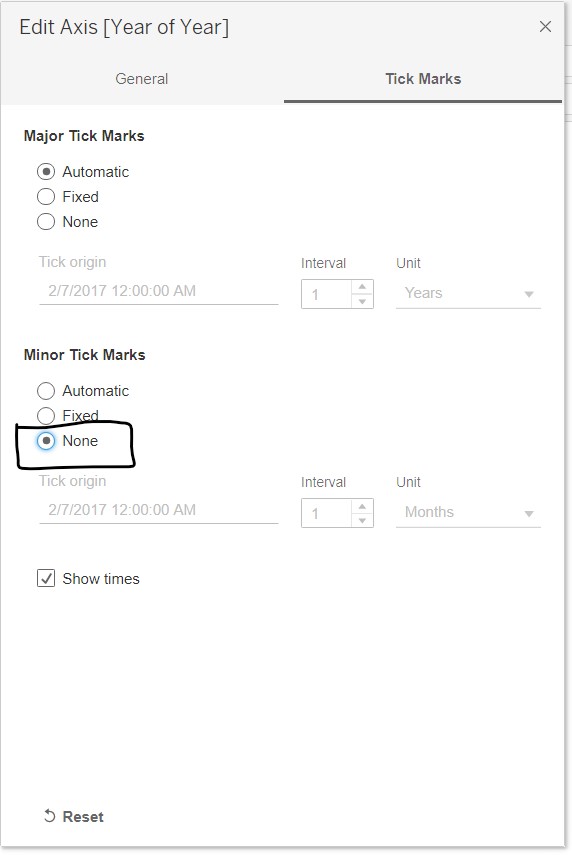 Edit Axis [Year of Year]
General Tick Marks
Major Tick Marks
Automatic
Fixed
None
Tick origin Interval Unit
2/7/2017 12:00:00 AM 1 Years
Minor Tick Marks
Automatic
Fixed
None
Tick origin Interval Unit
2/7/2017 12:00:00 AM 1 Months
Show times
Reset